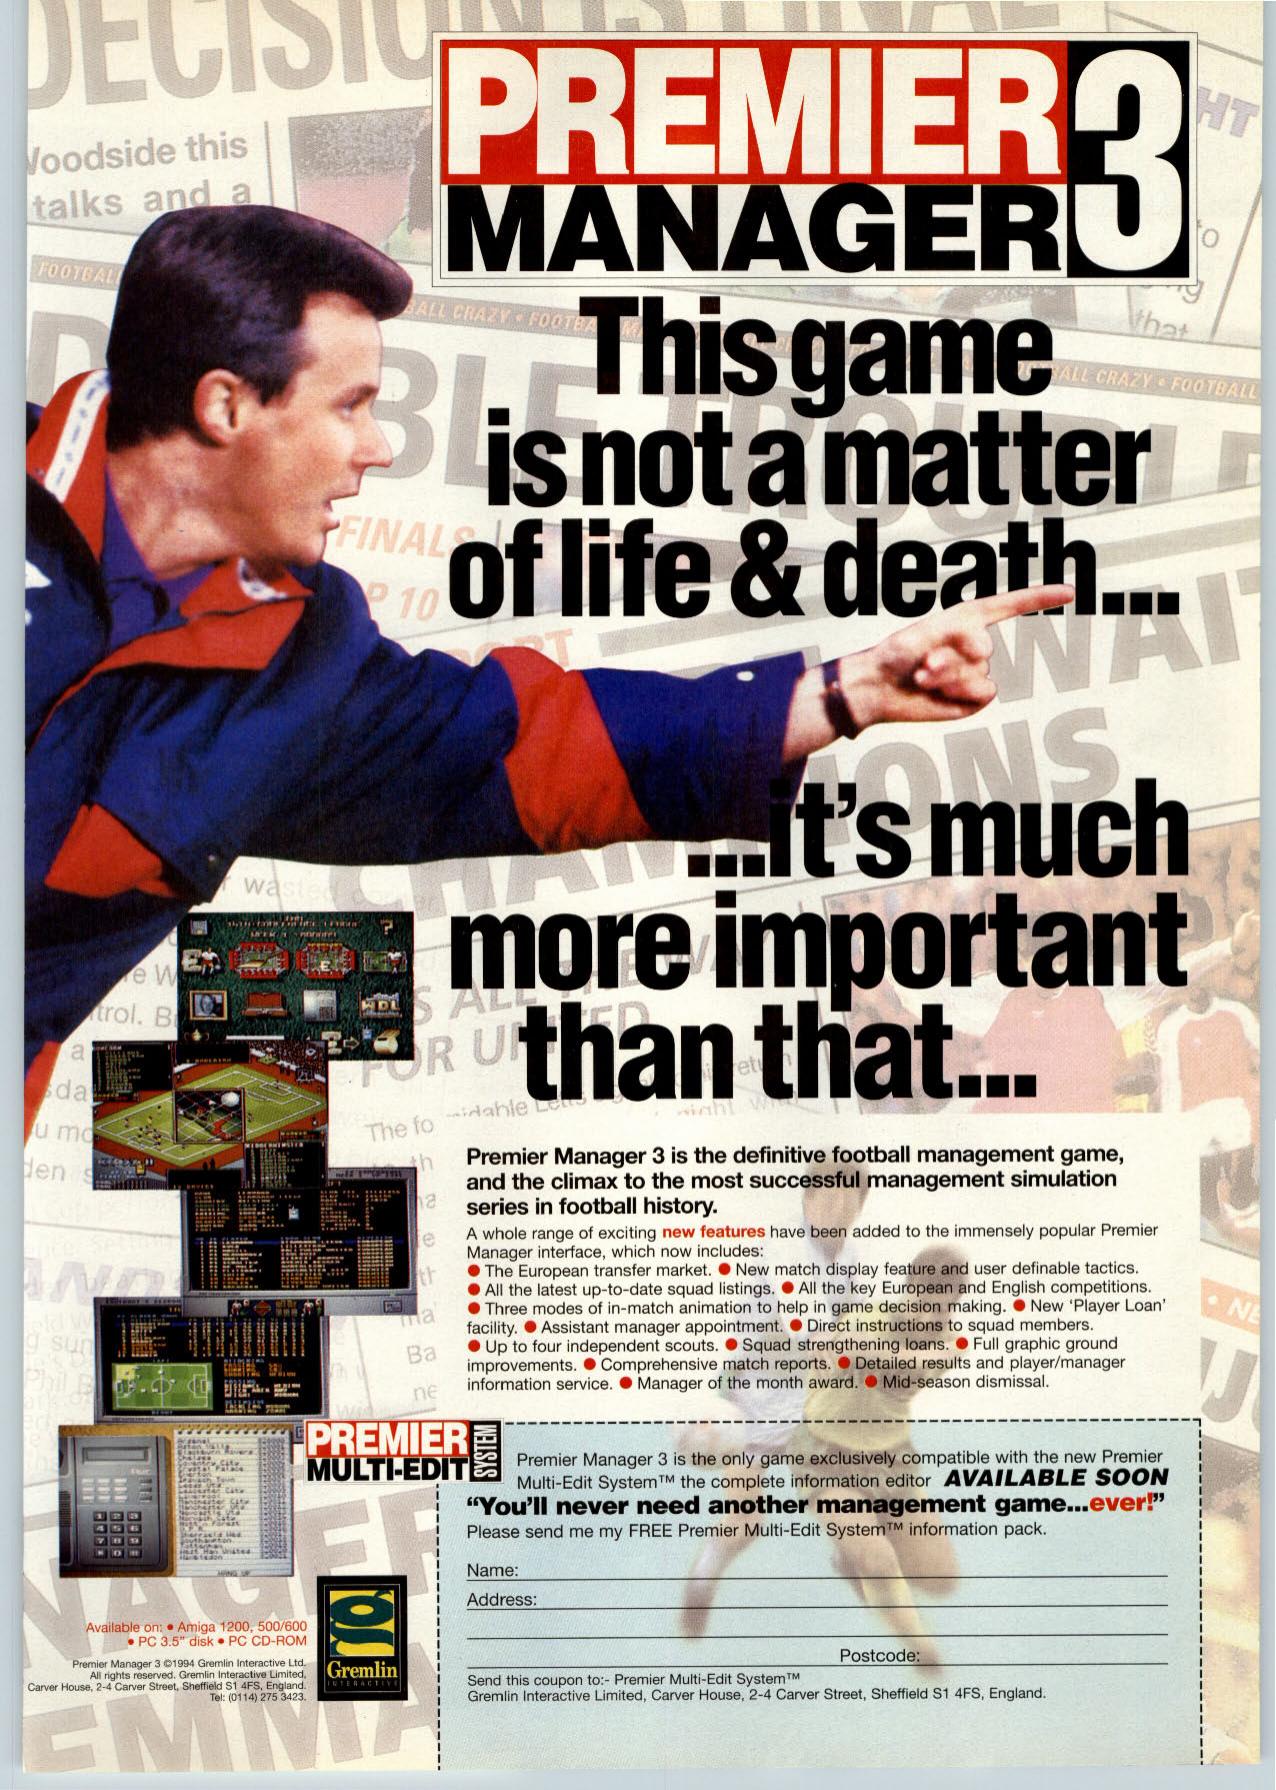 DECISION IS FINAL
PREMIER
MANAGER 3
Woodside this
talks and a
This game
is not a matter
of life & death...
...it's much
more important
than that...
Premier Manager 3 is the definitive football management game,
and the climax to the most successful management simulation
series in football history.
A whole range of exciting new features have been added to the immensely popular Premier
Manager interface, which now includes:
● The European transfer market. ● New match display feature and user definable tactics.
● All the latest up-to-date squad listings. ● All the key European and English competitions.
● Three modes of in-match animation to help in game decision making. ● New 'Player Loan'
facility. ● Assistant manager appointment. ● Direct instructions to squad members.
● Up to four independent scouts. ● Squad strengthening loans. ● Full graphic ground
improvements. ● Comprehensive match reports. ● Detailed results and player/manager
information service. ● Manager of the month award. ● Mid-season dismissal.
PREMIER
MULTI-EDIT
SYSTEM
Premier Manager 3 is the only game exclusively compatible with the new Premier
Multi-Edit System™ the complete information editor AVAILABLE SOON
“You'll never need another management game...ever!”
Please send me my FREE Premier Multi-Edit System™ information pack.
Name:
Address:
Postcode:
Send this coupon to:- Premier Multi-Edit System™
Gremlin Interactive Limited, Carver House, 2-4 Carver Street, Sheffield S1 4FS, England.
Available on: • Amiga 1200, 500/600
• PC 3.5" disk • PC CD-ROM
Premier Manager 3 ©1994 Gremlin Interactive Ltd.
All rights reserved. Gremlin Interactive Limited,
Carver House, 2-4 Carver Street, Sheffield S1 4FS, England.
Tel: (0114) 275 3423.
Gremlin
INTERACTIVE